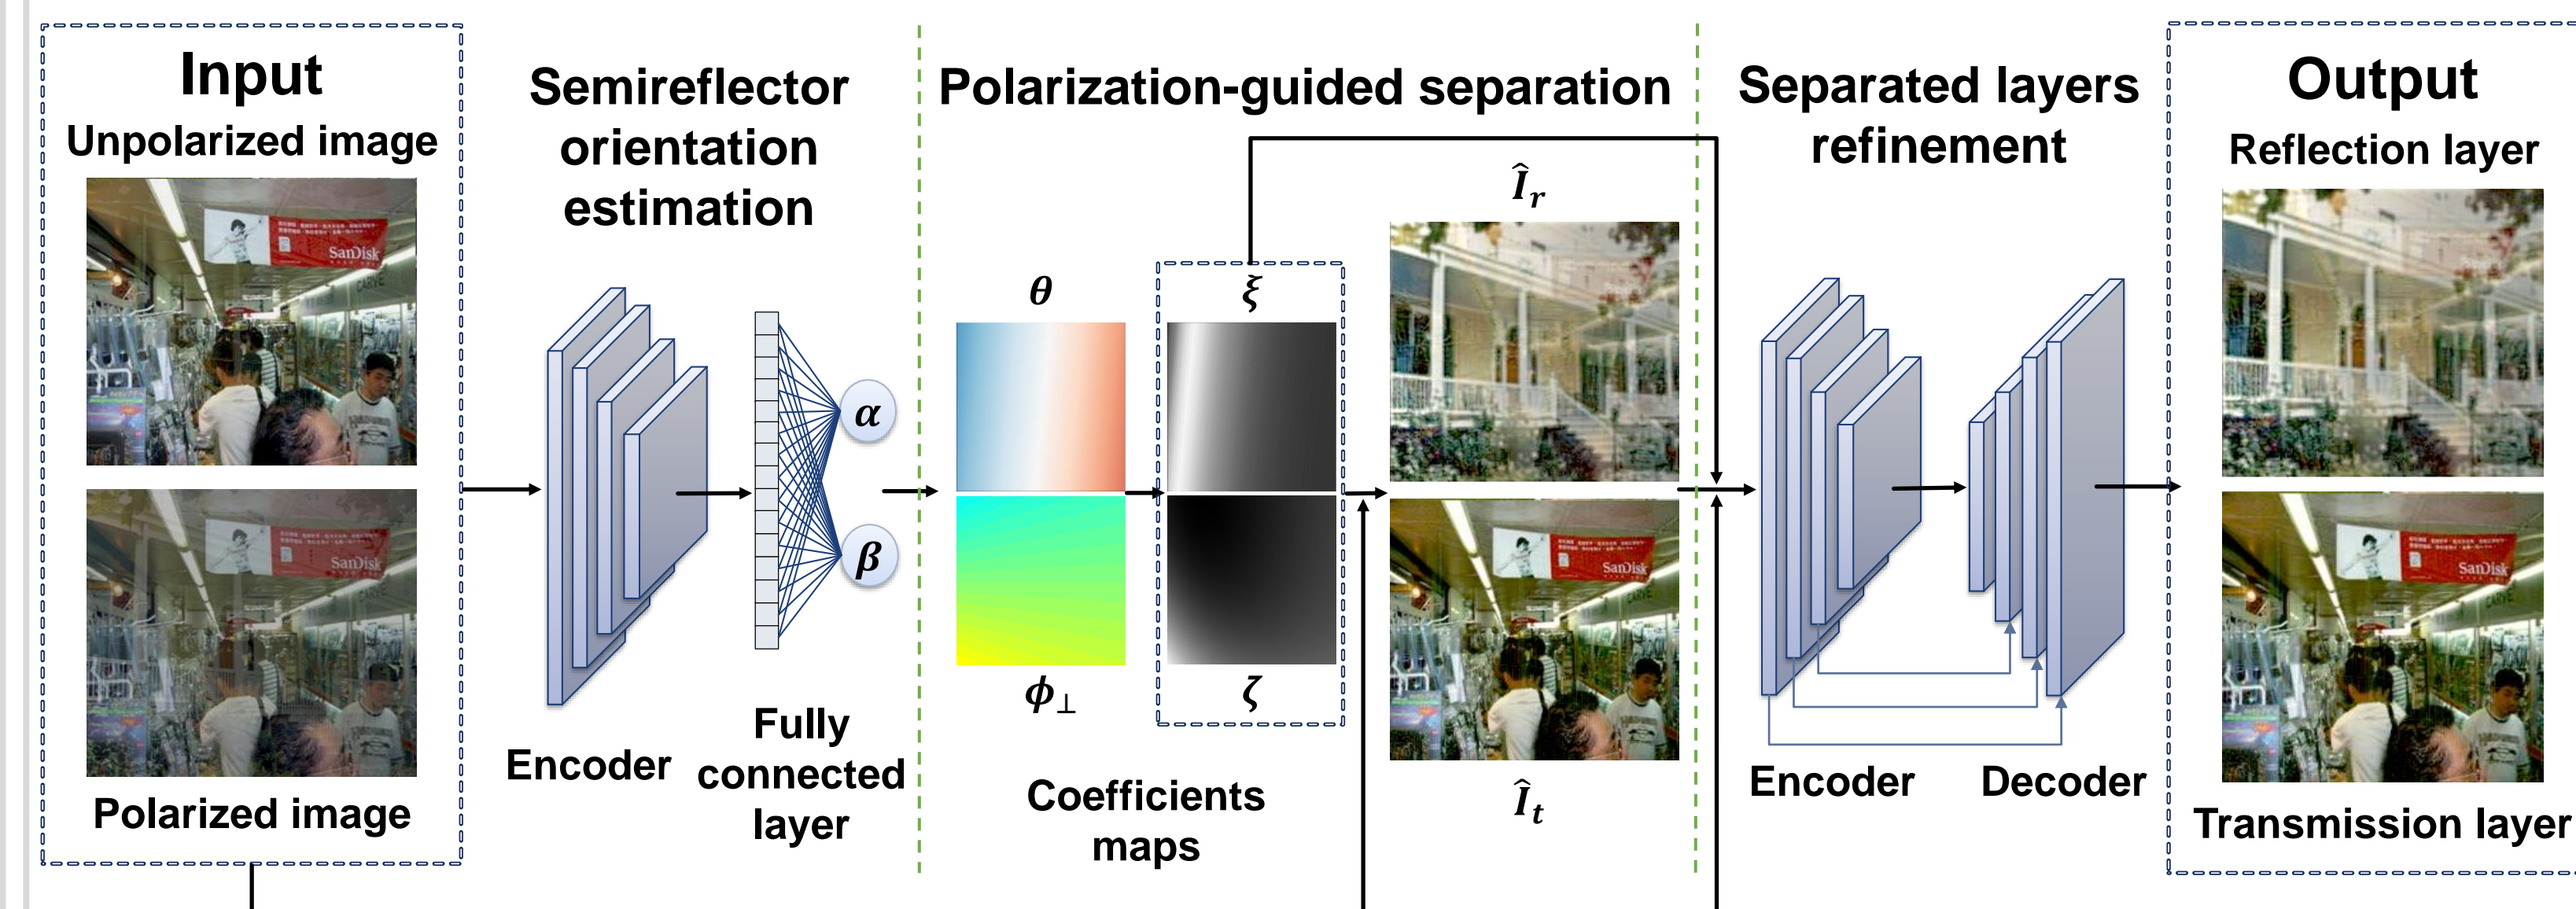 Input
Unpolarized image
SanDisk
CARVE
SanDisk
Polarized image
Semireflector
orientation
estimation
α
β
Encoder
Fully
connected
layer
Polarization-guided separation
θ
ξ
ϕ⊥
ζ
Coefficients
maps
Î_r
SanDisk
Î_t
Separated layers
refinement
Encoder
Decoder
Output
Reflection layer
SanDisk
Transmission layer